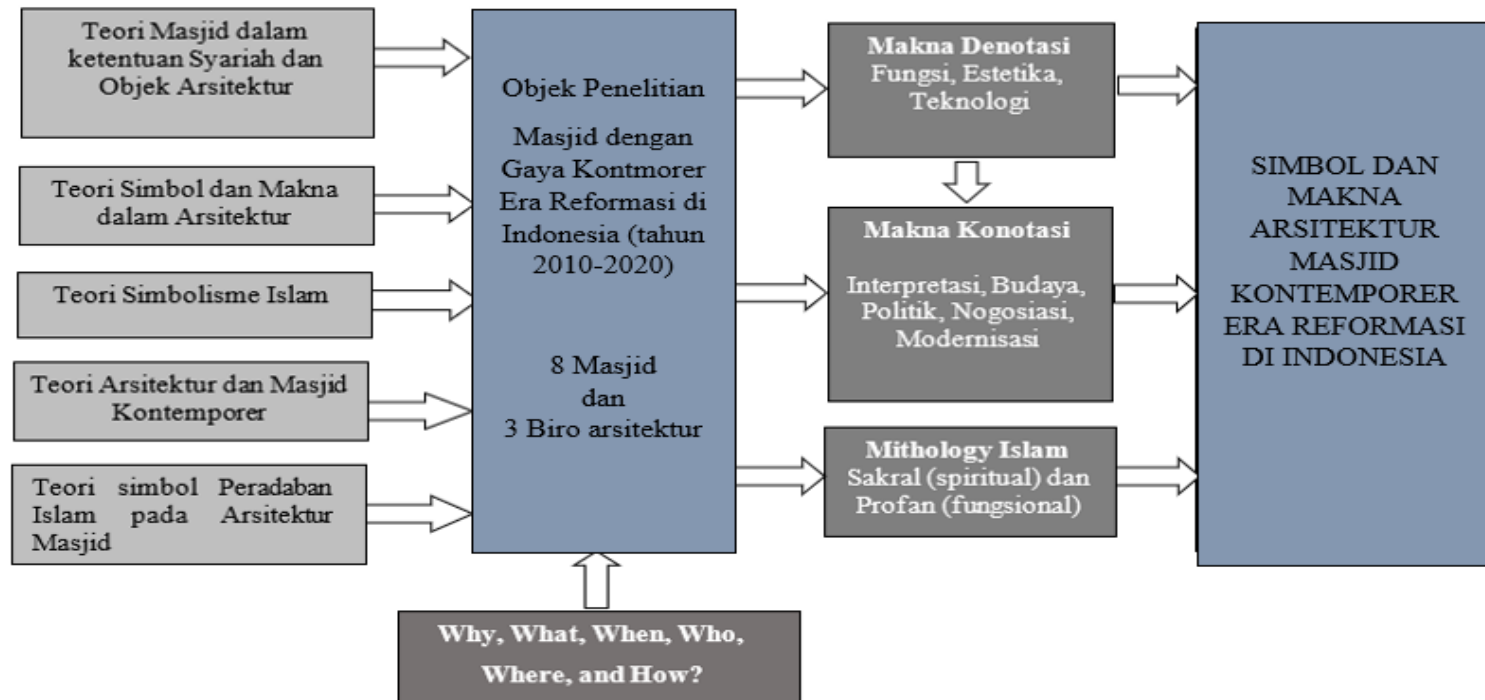 Teori Masjid dalam
ketentuan Syariah dan
Objek Arsitektur
Teori Simbol dan Makna
dalam Arsitektur
Teori Simbolisme Islam
Teori Arsitektur dan Masjid
Kontemporer
Teori simbol Peradaban
Islam pada Arsitektur
Masjid
Objek Penelitian
Masjid dengan
Gaya Kontmorer
Era Reformasi di
Indonesia (tahun
2010-2020)
8 Masjid
dan
3 Biro arsitektur
Why, What, When, Who,
Where, and How?
Makna Denotasi
Fungsi, Estetika,
Teknologi
Makna Konotasi
Interpretasi, Budaya,
Politik, Nogosiasi,
Modernisasi
Mithology Islam
Sakral (spiritual) dan
Profan (fungsional)
SIMBOL DAN
MAKNA
ARSITEKTUR
MASJID
KONTEMPORER
ERA REFORMASI
DI INDONESIA